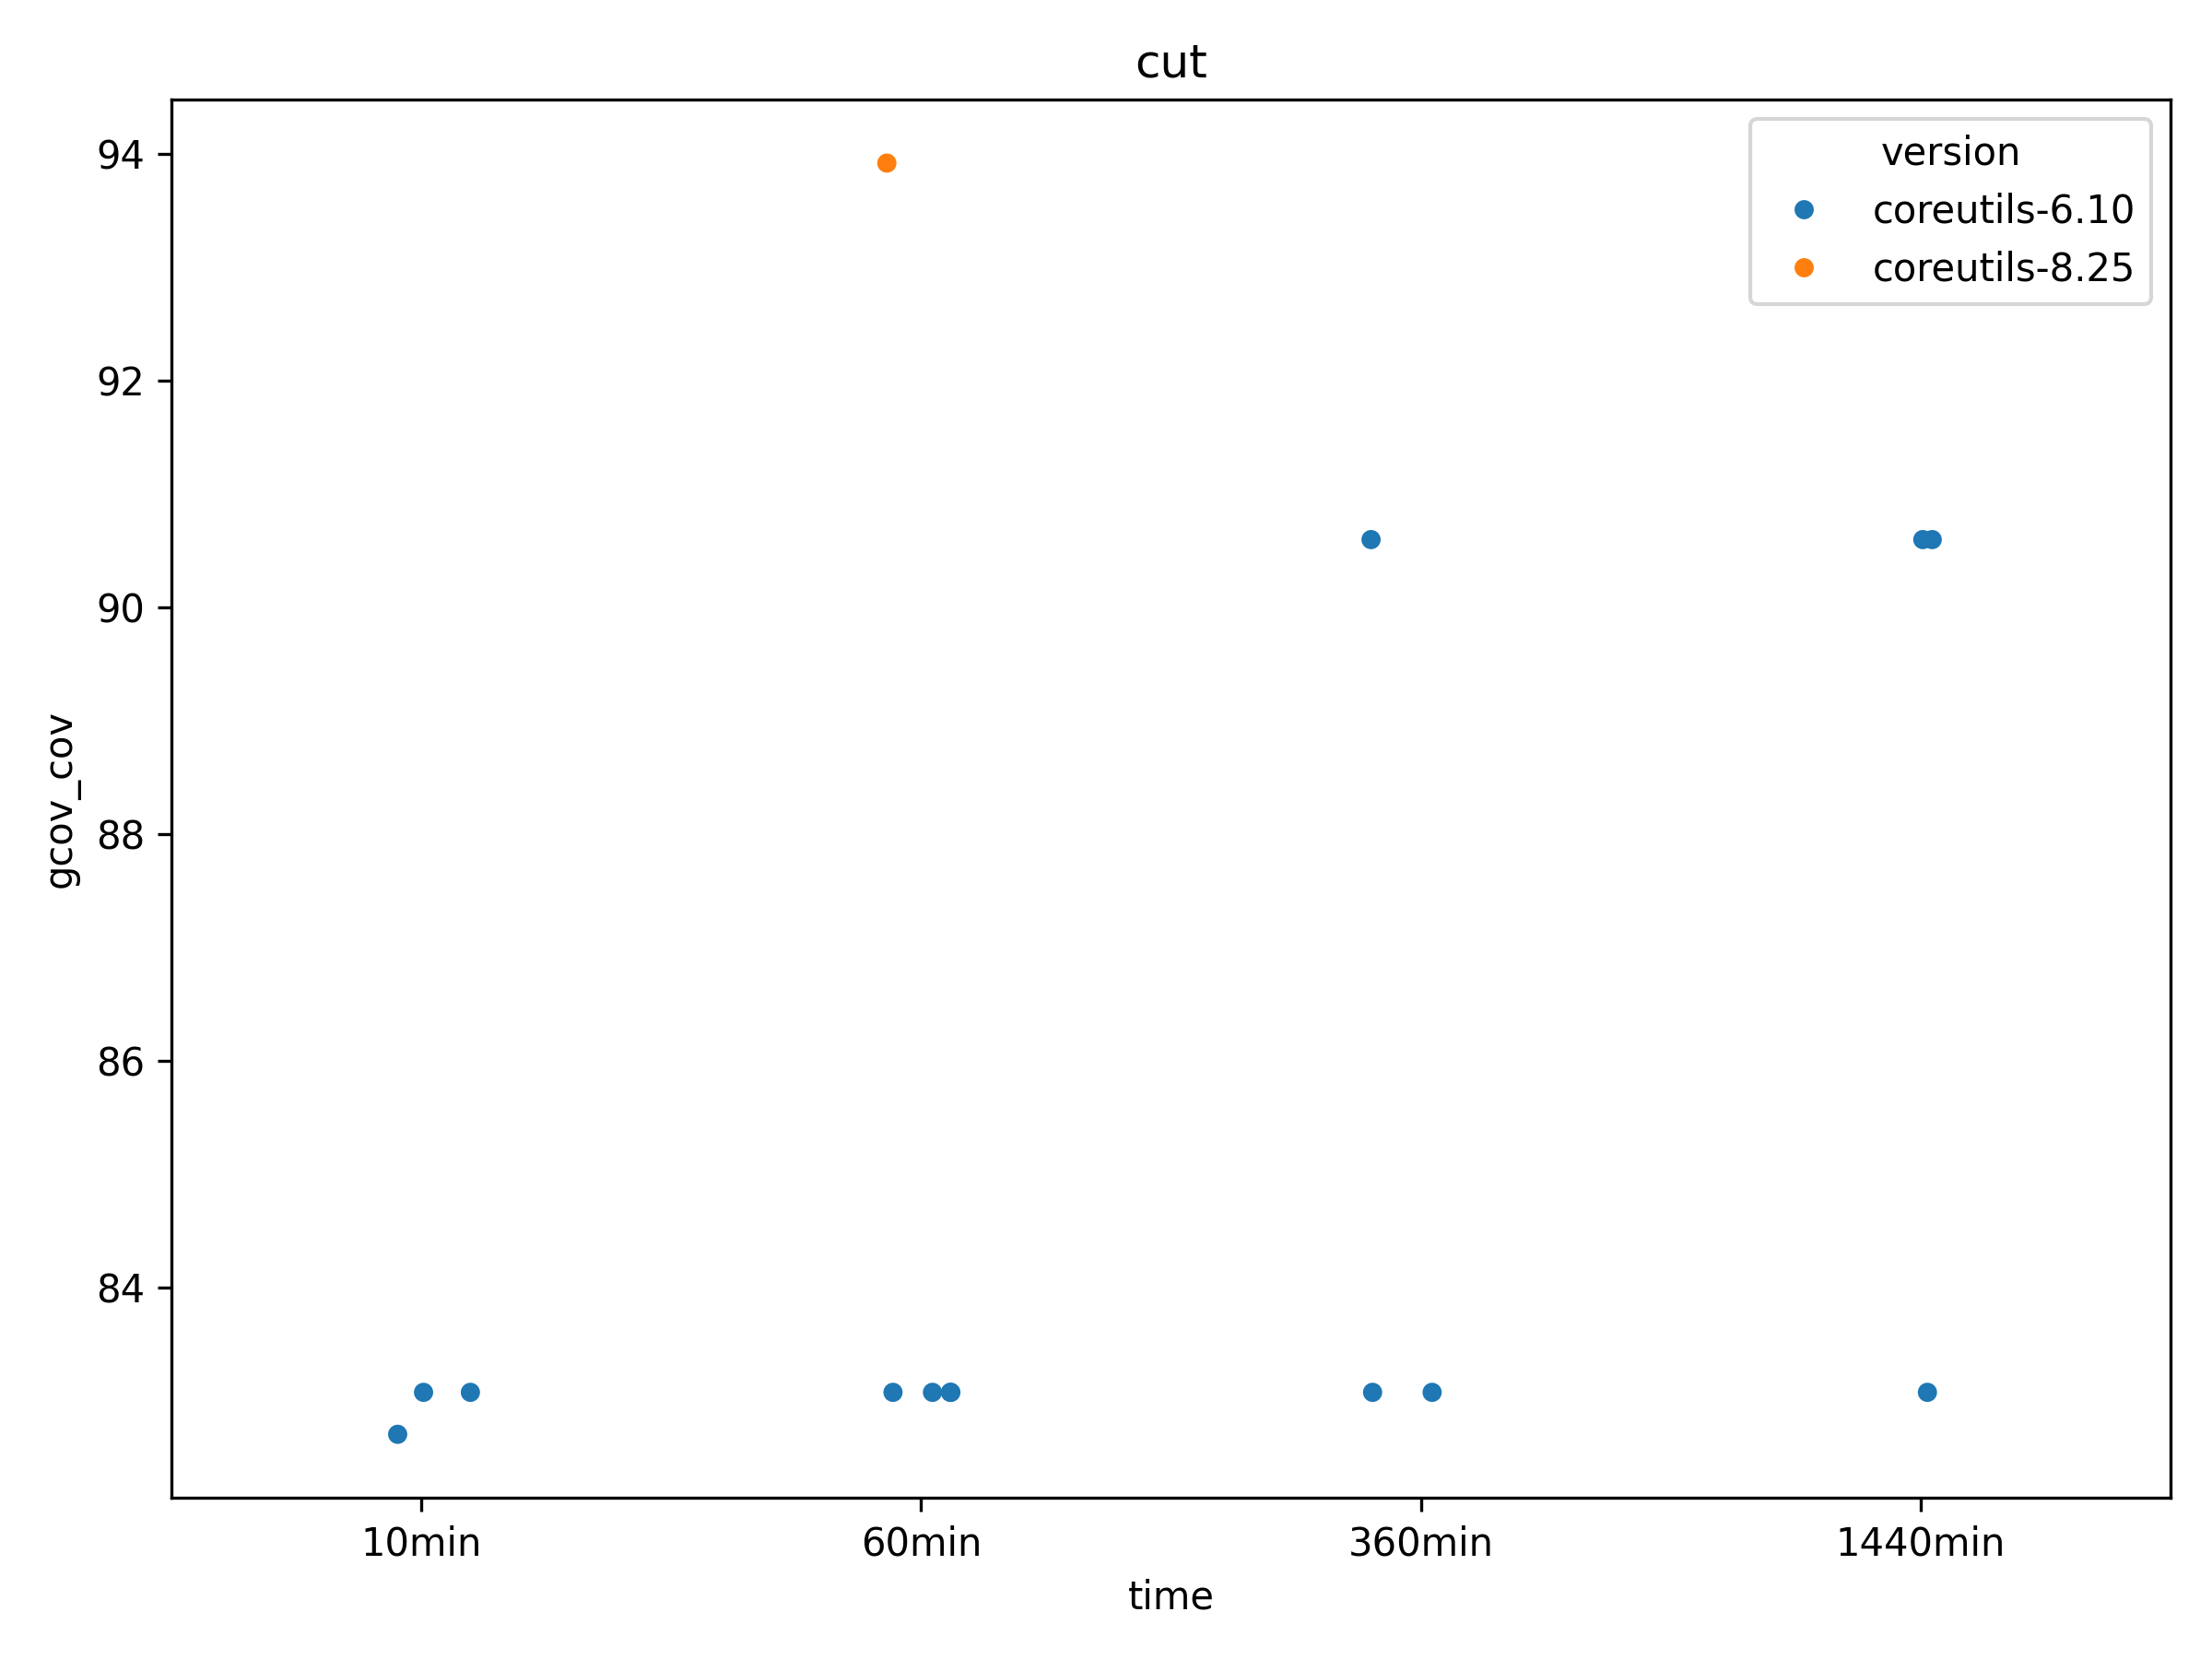 cut
version
coreutils-6.10
coreutils-8.25
94
92
90
88
86
84
gcov_cov
10min 60min 360min 1440min
time